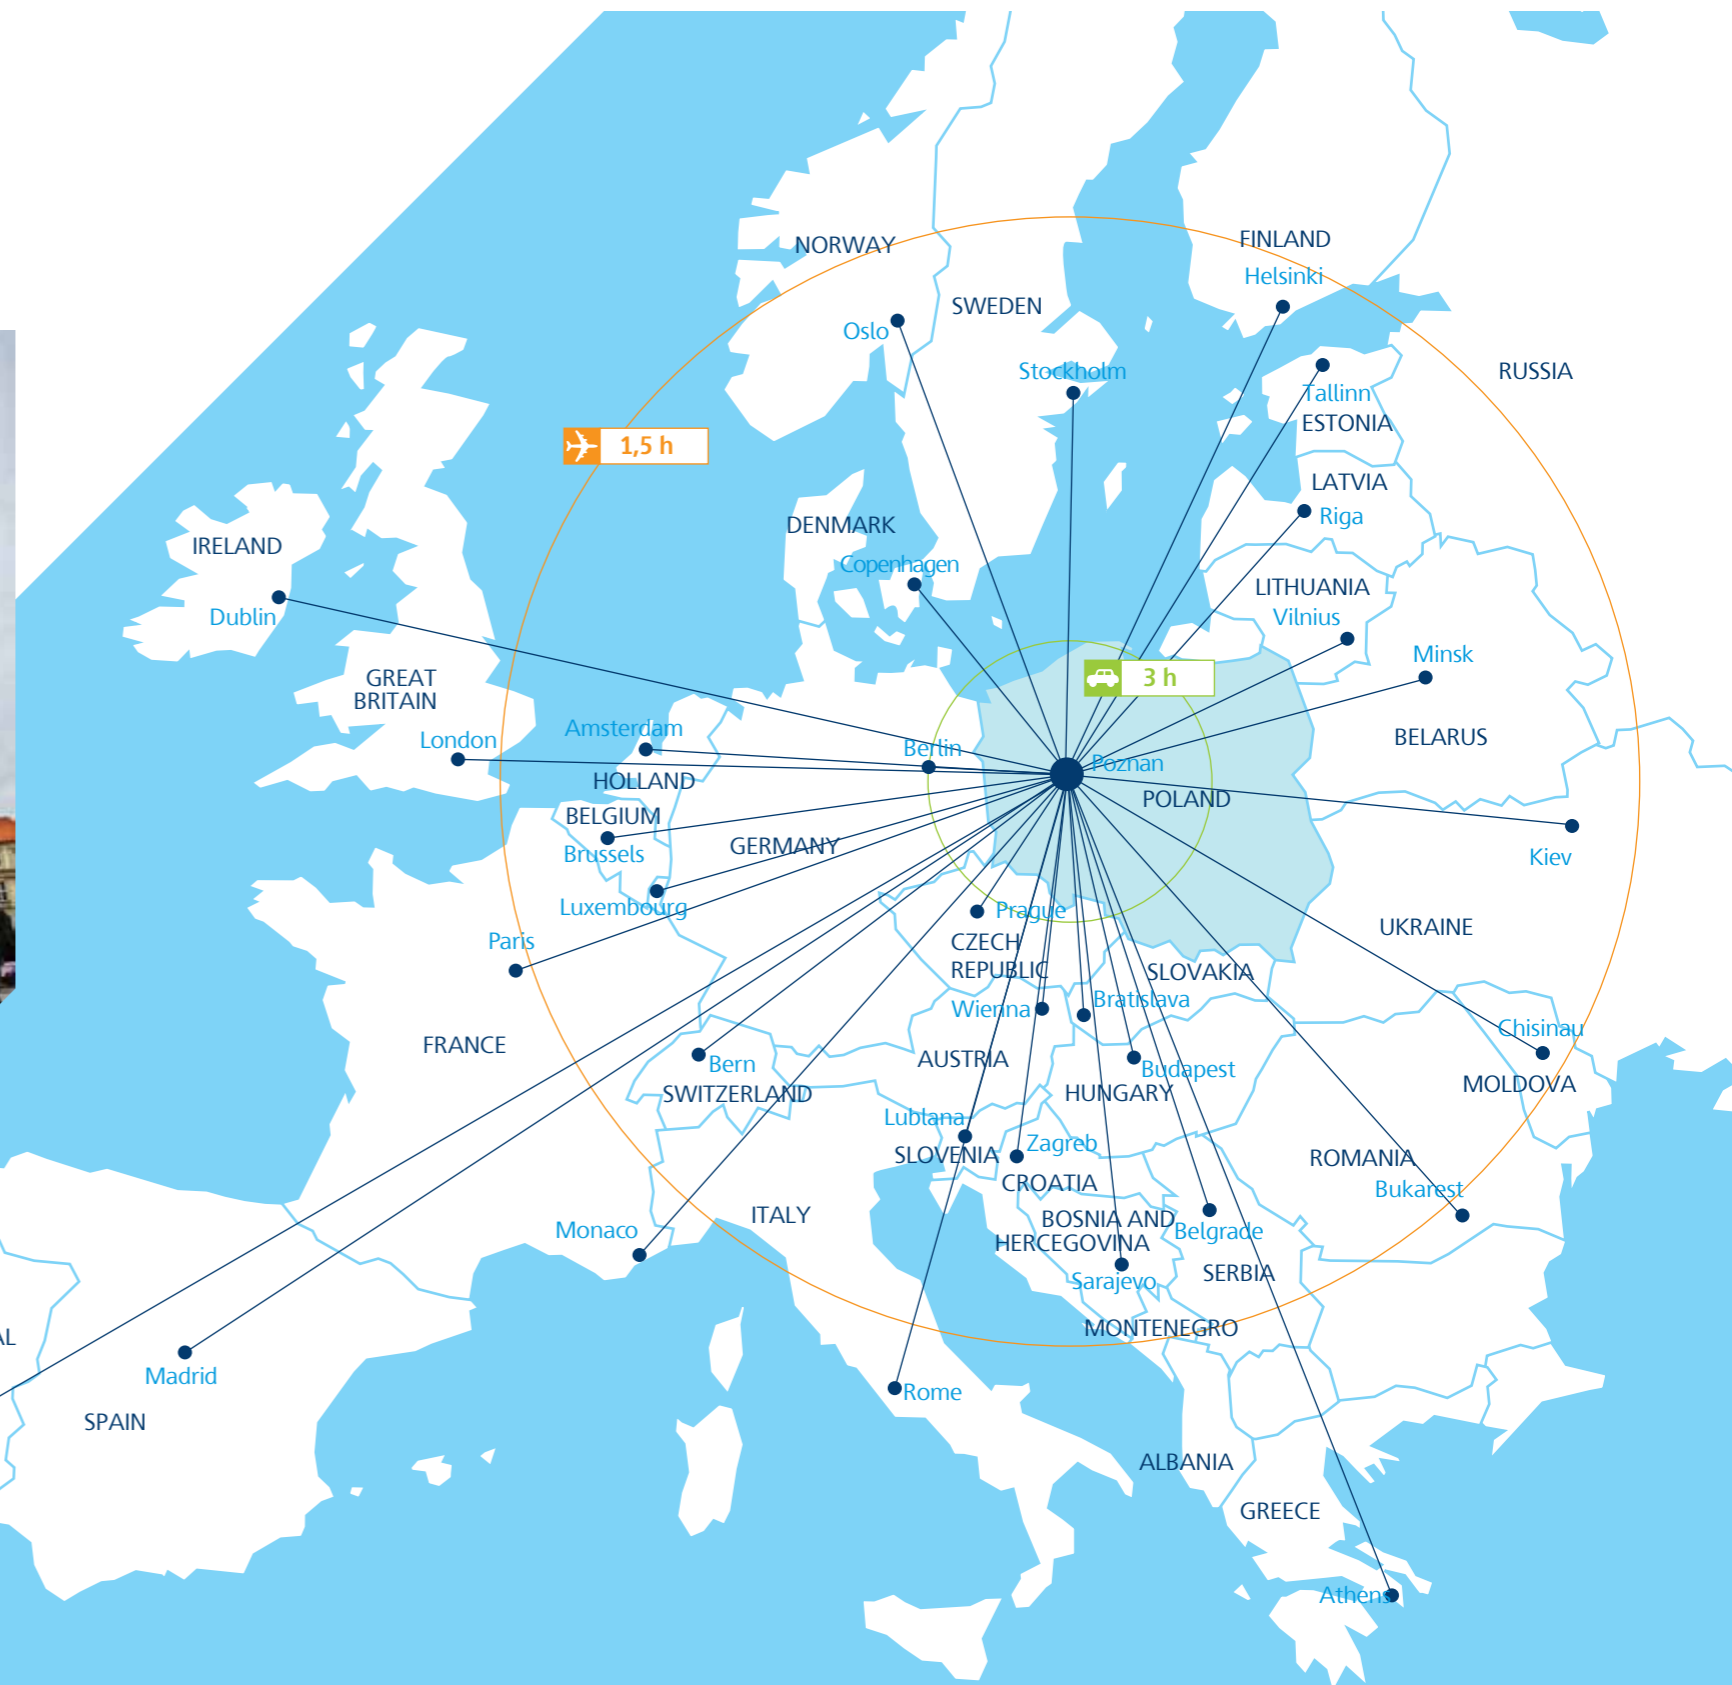 NORWAY
FINLAND
Helsinki
SWEDEN
Oslo
Stockholm
RUSSIA
Tallinn
ESTONIA
1,5 h
LATVIA
Riga
DENMARK
IRELAND
Copenhagen
LITHUANIA
Vilnius
Dublin
Minsk
GREAT
BRITAIN
3 h
Amsterdam
London
Berlin
BELARUS
Poznan
HOLLAND
POLAND
BELGIUM
GERMANY
Brussels
Kiev
Luxembourg
Prague
UKRAINE
Paris
CZECH
REPUBLIC
SLOVAKIA
Bratislava
Wienna
Chisinau
FRANCE
AUSTRIA
Bern
Budapest
MOLDOVA
SWITZERLAND
HUNGARY
Lublana
Zagreb
SLOVENIA
ROMANIA
CROATIA
Bukarest
ITALY
BOSNIA AND
HERCEGOVINA
Monaco
Belgrade
SERBIA
Sarajevo
MONTENEGRO
AL
Madrid
Rome
SPAIN
ALBANIA
GREECE
Athens